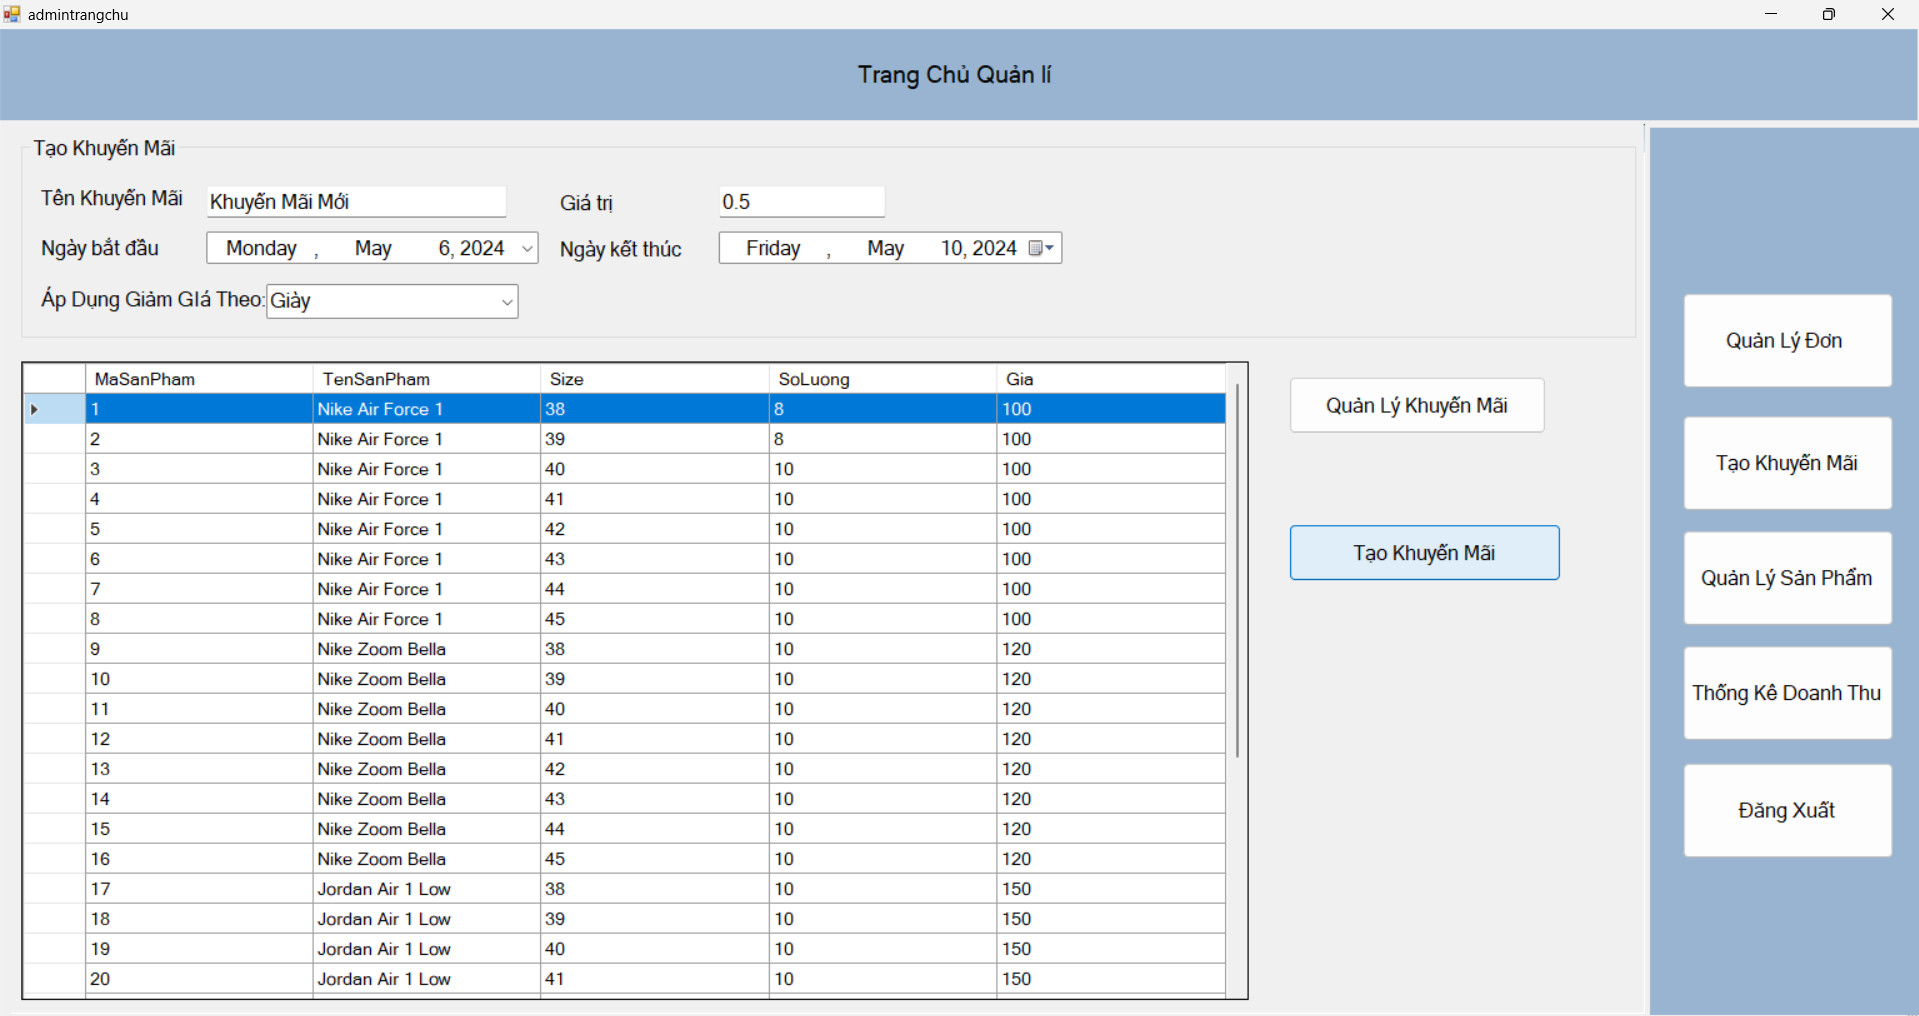 admintrangchu
Trang Chủ Quản lí
Tạo Khuyến Mãi
Tên Khuyến Mãi Khuyến Mãi Mới Giá trị 0.5
Ngày bắt đầu Monday , May 6, 2024 Ngày kết thúc Friday , May 10, 2024
Áp Dụng Giảm GIá Theo: Giày
MaSanPham TenSanPham Size SoLuong Gia
1 Nike Air Force 1 38 8 100
2 Nike Air Force 1 39 8 100
3 Nike Air Force 1 40 10 100
4 Nike Air Force 1 41 10 100
5 Nike Air Force 1 42 10 100
6 Nike Air Force 1 43 10 100
7 Nike Air Force 1 44 10 100
8 Nike Air Force 1 45 10 100
9 Nike Zoom Bella 38 10 120
10 Nike Zoom Bella 39 10 120
11 Nike Zoom Bella 40 10 120
12 Nike Zoom Bella 41 10 120
13 Nike Zoom Bella 42 10 120
14 Nike Zoom Bella 43 10 120
15 Nike Zoom Bella 44 10 120
16 Nike Zoom Bella 45 10 120
17 Jordan Air 1 Low 38 10 150
18 Jordan Air 1 Low 39 10 150
19 Jordan Air 1 Low 40 10 150
20 Jordan Air 1 Low 41 10 150
Quản Lý Khuyến Mãi
Tạo Khuyến Mãi
Quản Lý Đơn
Tạo Khuyến Mãi
Quản Lý Sản Phẩm
Thống Kê Doanh Thu
Đăng Xuất